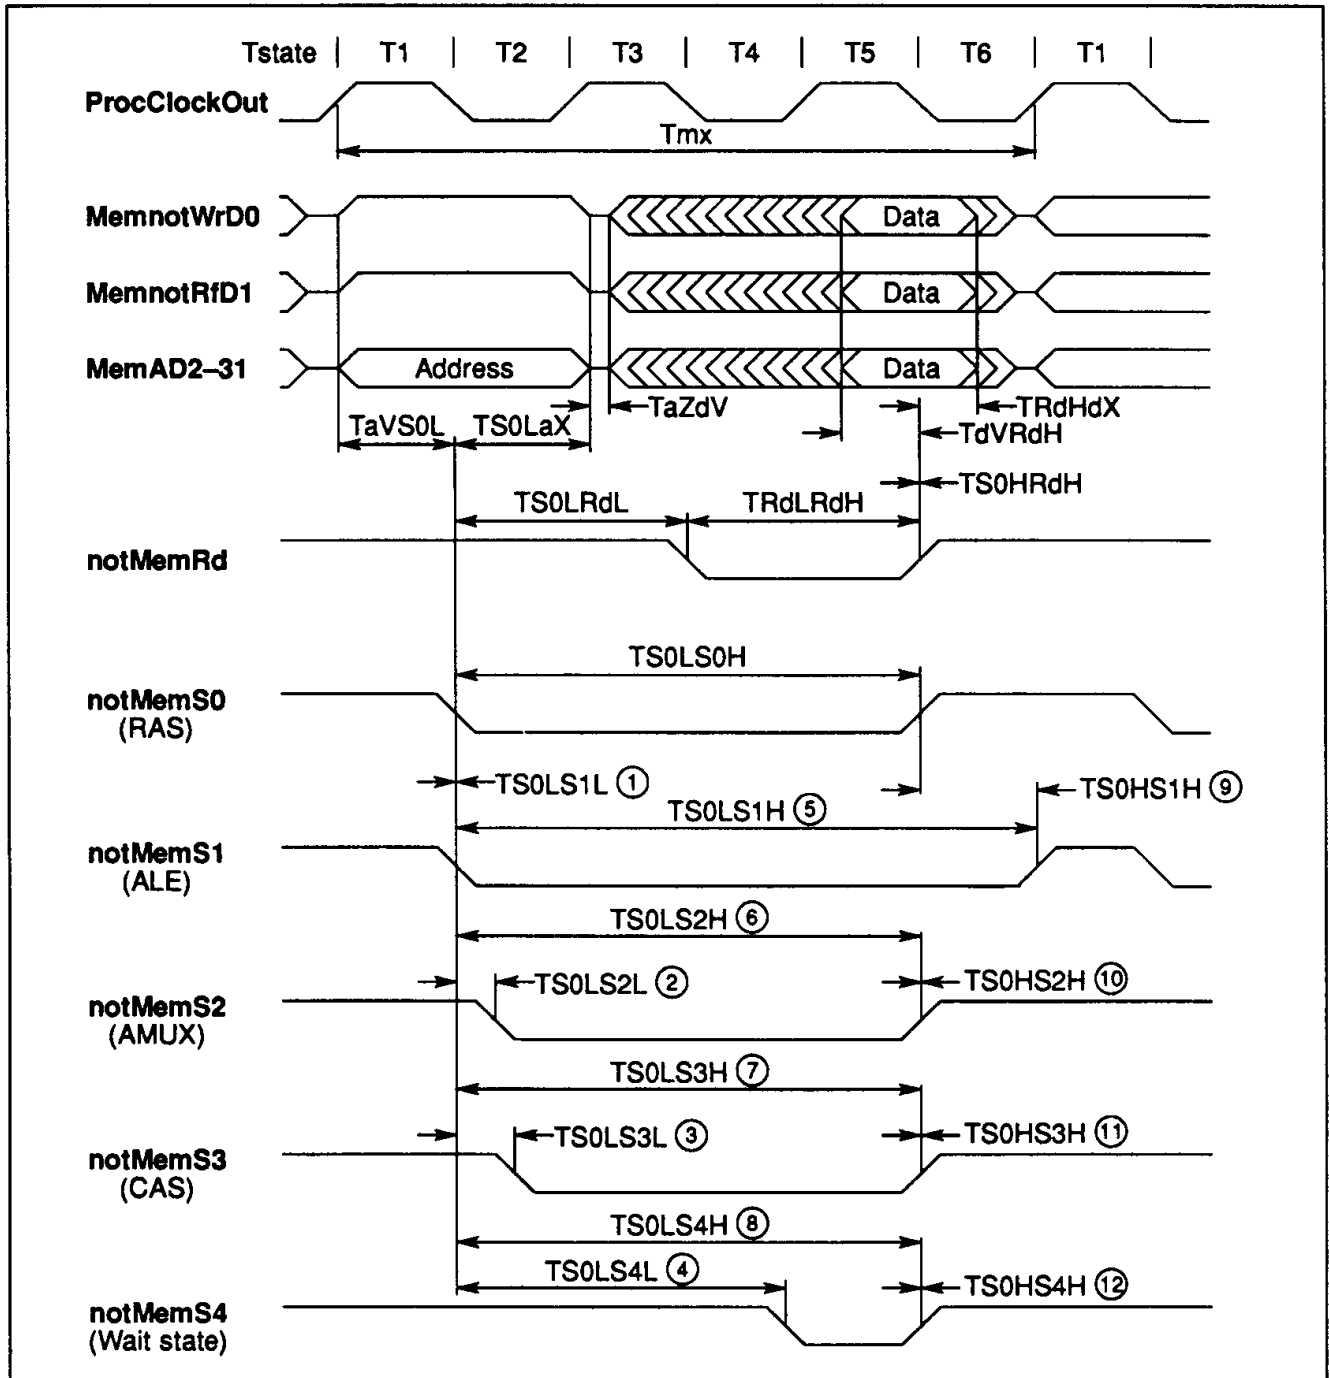 Tstate | T1 | T2 | T3 | T4 | T5 | T6 | T1 |
ProcClockOut
Tmx
MemnotWrD0 Data
MemnotRfD1 Data
MemAD2–31 Address Data
TaZdV TRdHdX
TaVS0L TS0LaX TdVRdH
TS0HRdH
TS0LRdL TRdLRdH
notMemRd
TS0LS0H
notMemS0
(RAS)
TS0LS1L ① TS0HS1H ⑨
TS0LS1H ⑤
notMemS1
(ALE)
TS0LS2H ⑥
TS0LS2L ② TS0HS2H ⑩
notMemS2
(AMUX)
TS0LS3H ⑦
TS0LS3L ③ TS0HS3H ⑪
notMemS3
(CAS)
TS0LS4H ⑧
TS0LS4L ④ TS0HS4H ⑫
notMemS4
(Wait state)